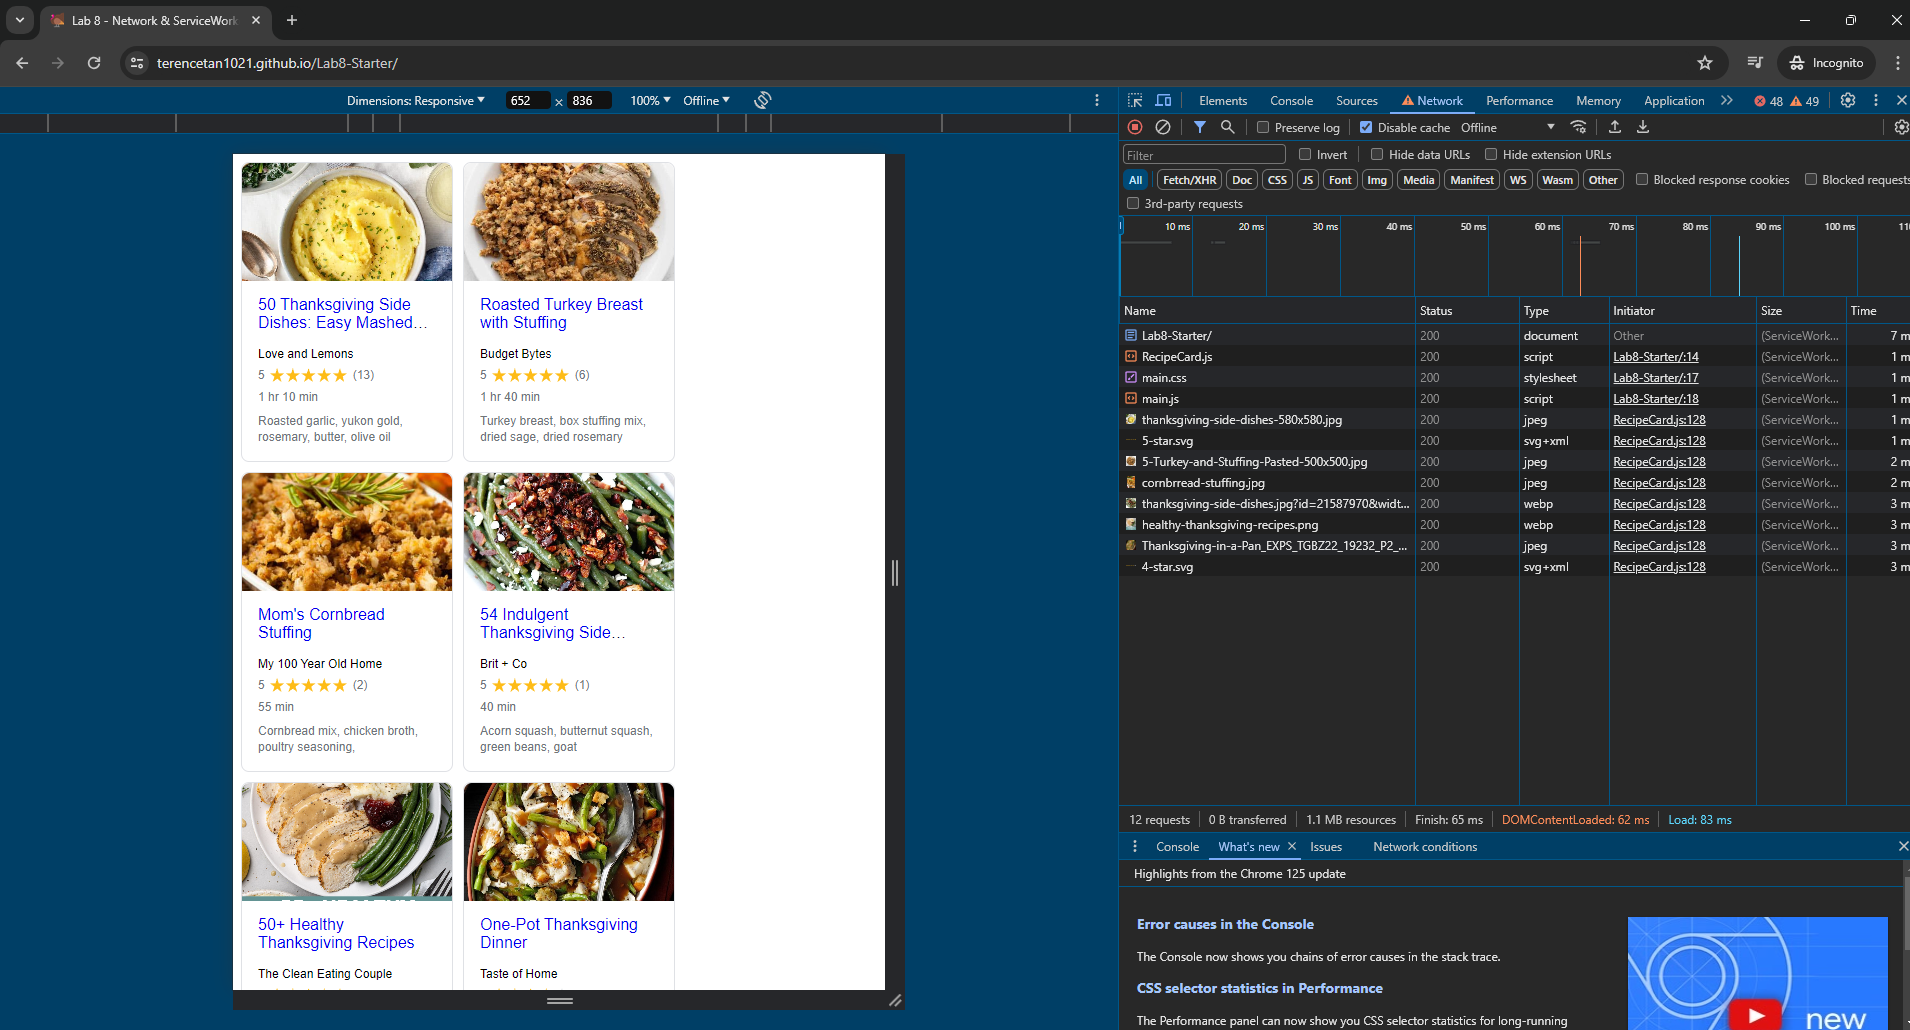 Lab 8 - Network & ServiceWork
terencetan1021.github.io/Lab8-Starter/
Incognito
Dimensions: Responsive 652 × 836 100% Offline
Elements Console Sources Network Performance Memory Application 48 49
Preserve log Disable cache Offline
Filter Invert Hide data URLs Hide extension URLs
All Fetch/XHR Doc CSS JS Font Img Media Manifest WS Wasm Other Blocked response cookies Blocked requests
3rd-party requests
10 ms 20 ms 30 ms 40 ms 50 ms 60 ms 70 ms 80 ms 90 ms 100 ms 11
Name Status Type Initiator Size Time
Lab8-Starter/ 200 document Other (ServiceWork... 7 m
RecipeCard.js 200 script Lab8-Starter/:14 (ServiceWork... 1 m
main.css 200 stylesheet Lab8-Starter/:17 (ServiceWork... 1 m
main.js 200 script Lab8-Starter/:18 (ServiceWork... 1 m
thanksgiving-side-dishes-580x580.jpg 200 jpeg RecipeCard.js:128 (ServiceWork... 1 m
5-star.svg 200 svg+xml RecipeCard.js:128 (ServiceWork... 1 m
5-Turkey-and-Stuffing-Pasted-500x500.jpg 200 jpeg RecipeCard.js:128 (ServiceWork... 2 m
cornbrread-stuffing.jpg 200 jpeg RecipeCard.js:128 (ServiceWork... 2 m
thanksgiving-side-dishes.jpg?id=21587970&widt... 200 webp RecipeCard.js:128 (ServiceWork... 3 m
healthy-thanksgiving-recipes.png 200 webp RecipeCard.js:128 (ServiceWork... 3 m
Thanksgiving-in-a-Pan_EXPS_TGBZ22_19232_P2_... 200 jpeg RecipeCard.js:128 (ServiceWork... 3 m
4-star.svg 200 svg+xml RecipeCard.js:128 (ServiceWork... 3 m
12 requests 0 B transferred 1.1 MB resources Finish: 65 ms DOMContentLoaded: 62 ms Load: 83 ms
Console What's new Issues Network conditions
Highlights from the Chrome 125 update
Error causes in the Console
The Console now shows you chains of error causes in the stack trace.
CSS selector statistics in Performance
The Performance panel can now show you CSS selector statistics for long-running
new
50 Thanksgiving Side
Dishes: Easy Mashed...
Love and Lemons
5 (13)
1 hr 10 min
Roasted garlic, yukon gold,
rosemary, butter, olive oil
Roasted Turkey Breast
with Stuffing
Budget Bytes
5 (6)
1 hr 40 min
Turkey breast, box stuffing mix,
dried sage, dried rosemary
Mom's Cornbread
Stuffing
My 100 Year Old Home
5 (2)
55 min
Cornbread mix, chicken broth,
poultry seasoning,
54 Indulgent
Thanksgiving Side...
Brit + Co
5 (1)
40 min
Acorn squash, butternut squash,
green beans, goat
50+ Healthy
Thanksgiving Recipes
The Clean Eating Couple
One-Pot Thanksgiving
Dinner
Taste of Home